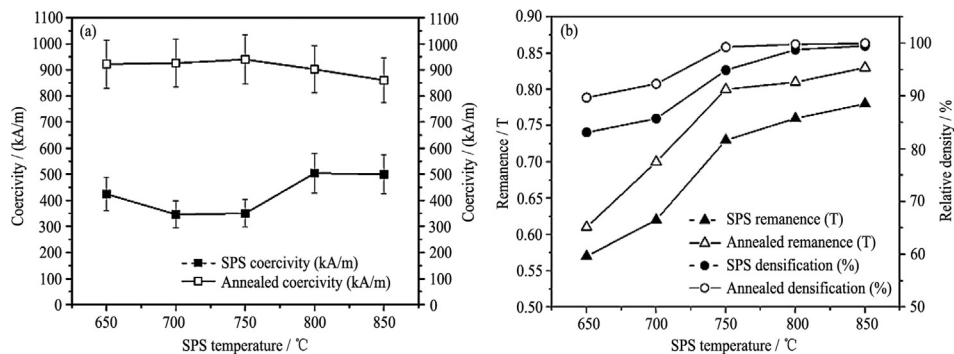 (a)
Coercivity / (kA/m)
1100
1000
900
800
700
600
500
400
300
200
100
0
1100
1000
900
800
700
600
500
400
300
200
100
0
Coercivity / (kA/m)
SPS coercivity (kA/m)
Annealed coercivity (kA/m)
650 700 750 800 850
SPS temperature / ℃
(b)
Remanence / T
0.90
0.85
0.80
0.75
0.70
0.65
0.60
0.55
0.50
100
90
80
70
60
50
Relative density / %
SPS remanence (T)
Annealed remanence (T)
SPS densification (%)
Annealed densification (%)
650 700 750 800 850
SPS temperature / ℃